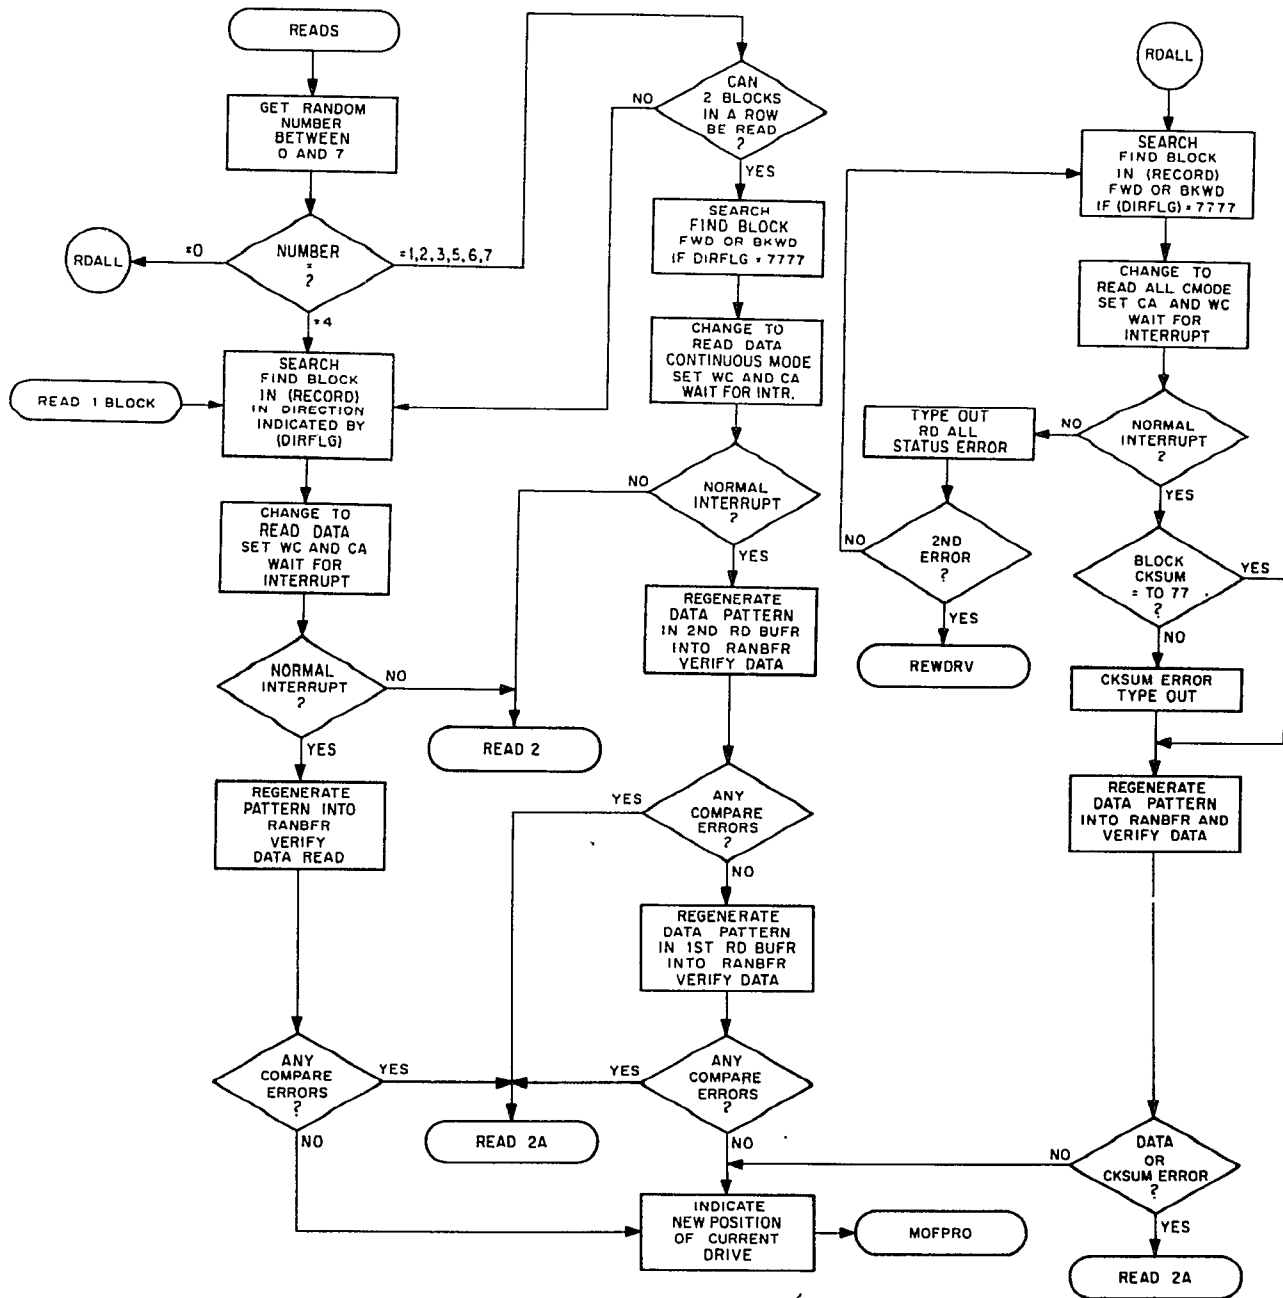 READS
GET RANDOM
NUMBER
BETWEEN
0 AND 7
NUMBER
=
?
=0
RDALL
=1,2,3,5,6,7
=4
READ 1 BLOCK
SEARCH
FIND BLOCK
IN (RECORD)
IN DIRECTION
INDICATED BY
(DIRFLG)
CHANGE TO
READ DATA
SET WC AND CA
WAIT FOR
INTERRUPT
NORMAL
INTERRUPT
?
NO
YES
READ 2
REGENERATE
PATTERN INTO
RANBFR
VERIFY
DATA READ
ANY
COMPARE
ERRORS
?
YES
NO
READ 2A
CAN
2 BLOCKS
IN A ROW
BE READ
?
NO
YES
SEARCH
FIND BLOCK
FWD OR BKWD
IF DIRFLG = 7777
CHANGE TO
READ DATA
CONTINUOUS MODE
SET WC AND CA
WAIT FOR INTR.
NORMAL
INTERRUPT
?
NO
YES
REGENERATE
DATA PATTERN
IN 2ND RD BUFR
INTO RANBFR
VERIFY DATA
ANY
COMPARE
ERRORS
?
YES
NO
REGENERATE
DATA PATTERN
IN 1ST RD BUFR
INTO RANBFR
VERIFY DATA
ANY
COMPARE
ERRORS
?
YES
NO
INDICATE
NEW POSITION
OF CURRENT
DRIVE
MOFPRO
RDALL
SEARCH
FIND BLOCK
IN (RECORD)
FWD OR BKWD
IF (DIRFLG) = 7777
CHANGE TO
READ ALL CMODE
SET CA AND WC
WAIT FOR
INTERRUPT
NORMAL
INTERRUPT
?
NO
YES
TYPE OUT
RD ALL
STATUS ERROR
2ND
ERROR
?
NO
YES
REWDRV
BLOCK
CKSUM
= TO 77
?
YES
NO
CKSUM ERROR
TYPE OUT
REGENERATE
DATA PATTERN
INTO RANBFR AND
VERIFY DATA
DATA
OR
CKSUM ERROR
?
NO
YES
READ 2A